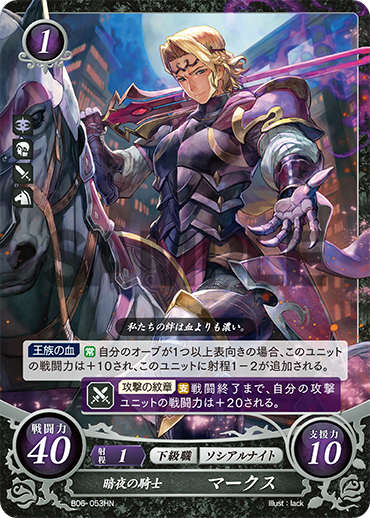 1
私たちの絆は血よりも濃い。
王族の血 常 自分のオーブが1つ以上表向きの場合、このユニット
の戦闘力は+10され、このユニットに射程1-2が追加される。
攻撃の紋章 支 戦闘終了まで、自分の攻撃
ユニットの戦闘力は+20される。
戦闘力
40
射程 1
下級職
ソシアルナイト
支援力
10
暗夜の騎士 マークス
B06-053HN
Illust : lack